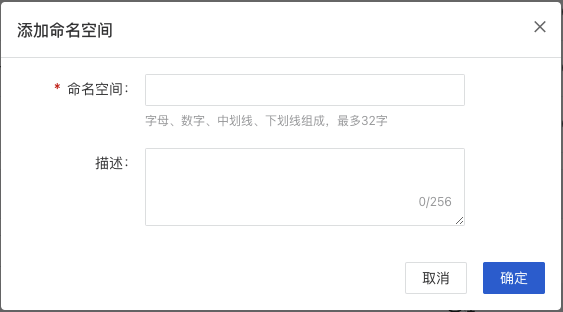 添加命名空间
* 命名空间：
字母、数字、中划线、下划线组成，最多32字
描述：
0/256
取消 确定